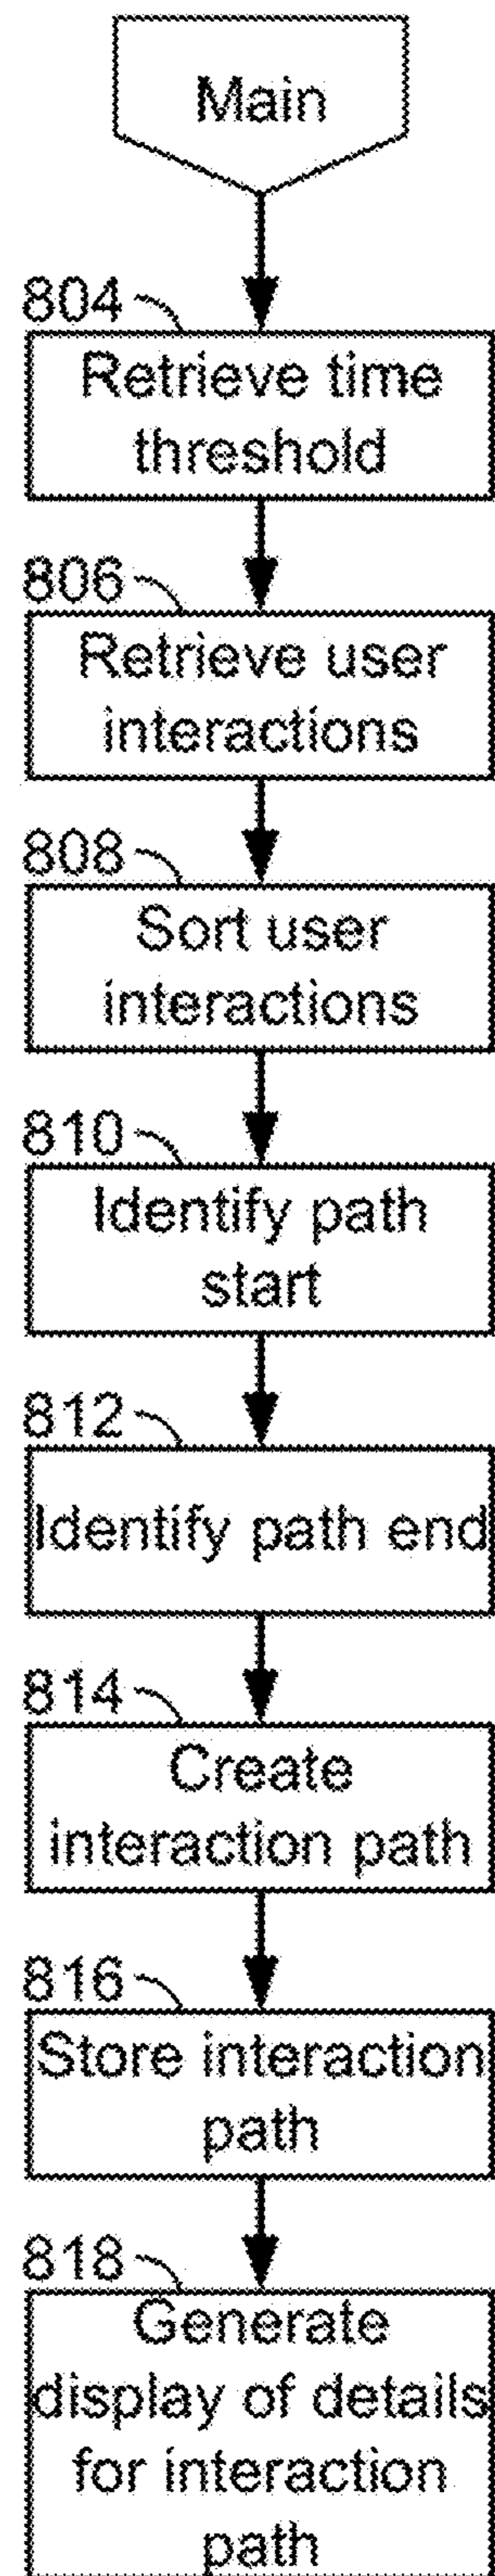 Main
804
Retrieve time
threshold
806
Retrieve user
interactions
808
Sort user
interactions
810
Identify path
start
812
Identify path end
814
Create
interaction path
816
Store interaction
path
818
Generate
display of details
for interaction
path